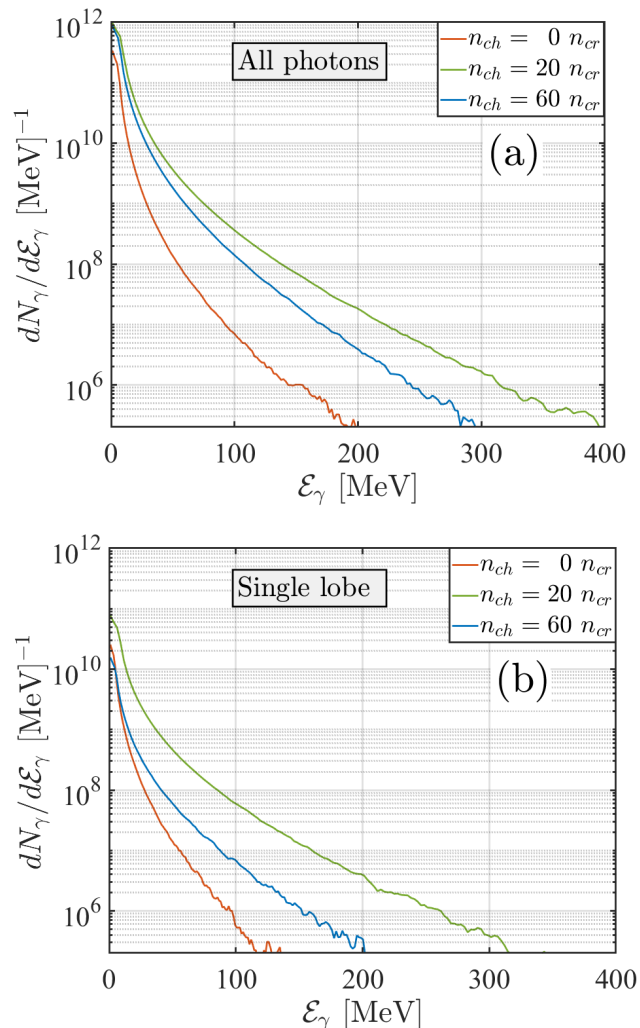 10^12
10^10
10^8
10^6
dN_γ/dℰ_γ [MeV]^−1
All photons
n_ch = 0 n_cr
n_ch = 20 n_cr
n_ch = 60 n_cr
(a)
0 100 200 300 400
ℰ_γ [MeV]
10^12
10^10
10^8
10^6
dN_γ/dℰ_γ [MeV]^−1
Single lobe
n_ch = 0 n_cr
n_ch = 20 n_cr
n_ch = 60 n_cr
(b)
0 100 200 300 400
ℰ_γ [MeV]